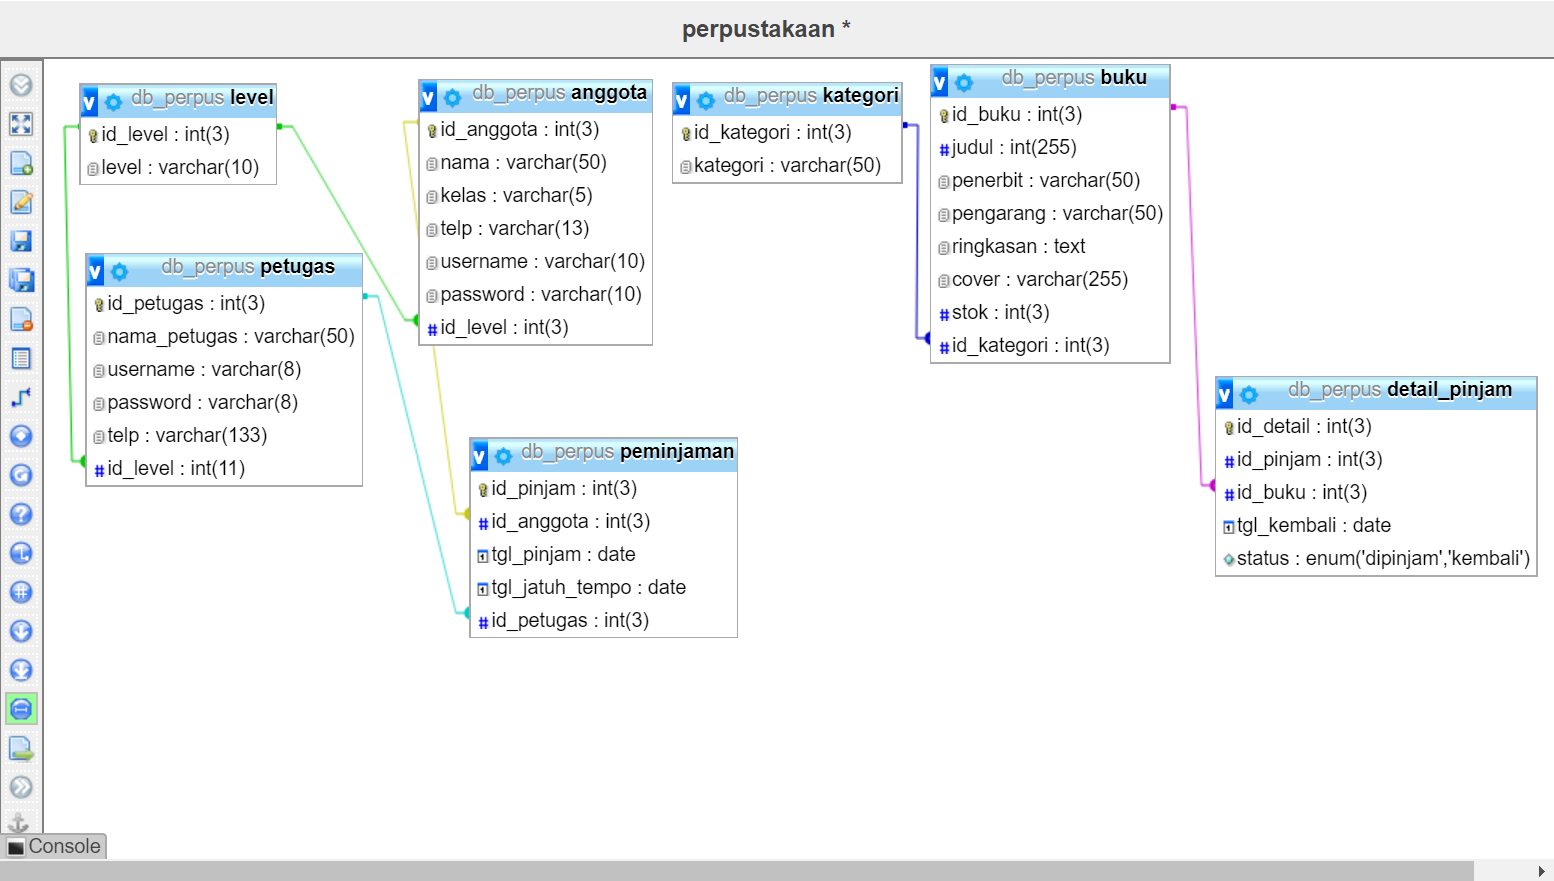 perpustakaan *
db_perpus level
id_level : int(3)
level : varchar(10)
db_perpus petugas
id_petugas : int(3)
nama_petugas : varchar(50)
username : varchar(8)
password : varchar(8)
telp : varchar(133)
id_level : int(11)
db_perpus anggota
id_anggota : int(3)
nama : varchar(50)
kelas : varchar(5)
telp : varchar(13)
username : varchar(10)
password : varchar(10)
id_level : int(3)
db_perpus peminjaman
id_pinjam : int(3)
id_anggota : int(3)
tgl_pinjam : date
tgl_jatuh_tempo : date
id_petugas : int(3)
db_perpus kategori
id_kategori : int(3)
kategori : varchar(50)
db_perpus buku
id_buku : int(3)
judul : int(255)
penerbit : varchar(50)
pengarang : varchar(50)
ringkasan : text
cover : varchar(255)
stok : int(3)
id_kategori : int(3)
db_perpus detail_pinjam
id_detail : int(3)
id_pinjam : int(3)
id_buku : int(3)
tgl_kembali : date
status : enum('dipinjam','kembali')
Console